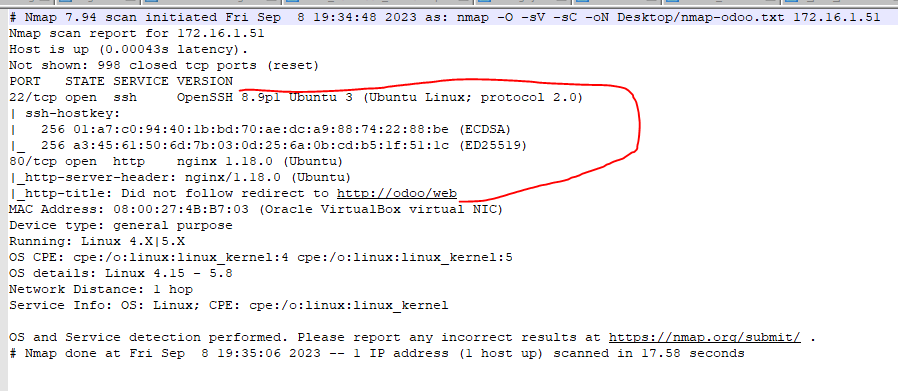 # Nmap 7.94 scan initiated Fri Sep  8 19:34:48 2023 as: nmap -O -sV -sC -oN Desktop/nmap-odoo.txt 172.16.1.51
Nmap scan report for 172.16.1.51
Host is up (0.00043s latency).
Not shown: 998 closed tcp ports (reset)
PORT   STATE SERVICE VERSION
22/tcp open  ssh     OpenSSH 8.9p1 Ubuntu 3 (Ubuntu Linux; protocol 2.0)
| ssh-hostkey:
|   256 01:a7:c0:94:40:1b:bd:70:ae:dc:a9:88:74:22:88:be (ECDSA)
|_  256 a3:45:61:50:6d:7b:03:0d:25:6a:0b:cd:b5:1f:51:1c (ED25519)
80/tcp open  http    nginx 1.18.0 (Ubuntu)
|_http-server-header: nginx/1.18.0 (Ubuntu)
|_http-title: Did not follow redirect to http://odoo/web
MAC Address: 08:00:27:4B:B7:03 (Oracle VirtualBox virtual NIC)
Device type: general purpose
Running: Linux 4.X|5.X
OS CPE: cpe:/o:linux:linux_kernel:4 cpe:/o:linux:linux_kernel:5
OS details: Linux 4.15 - 5.8
Network Distance: 1 hop
Service Info: OS: Linux; CPE: cpe:/o:linux:linux_kernel
OS and Service detection performed. Please report any incorrect results at https://nmap.org/submit/ .
# Nmap done at Fri Sep  8 19:35:06 2023 -- 1 IP address (1 host up) scanned in 17.58 seconds